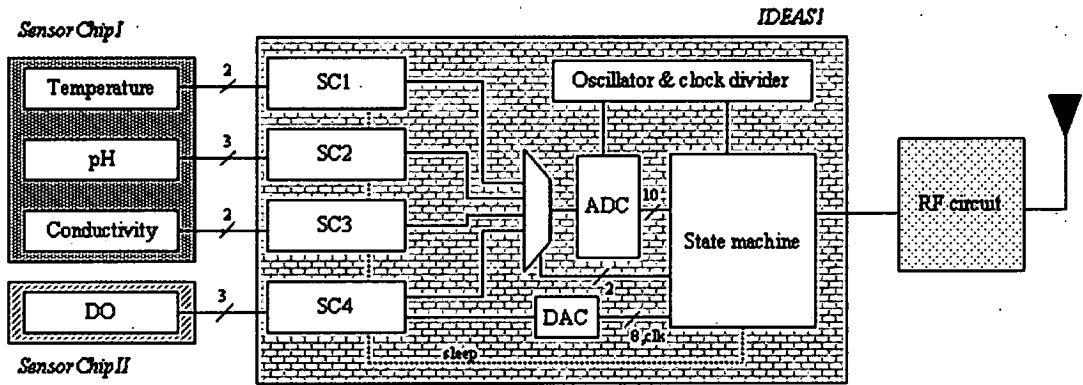 Sensor Chip I
IDEAS1
Temperature
2
SC1
Oscillator & clock divider
pH
3
SC2
ADC
10
State machine
RF circuit
Conductivity
2
SC3
2
DO
3
SC4
DAC
8,clk
sleep
Sensor Chip II